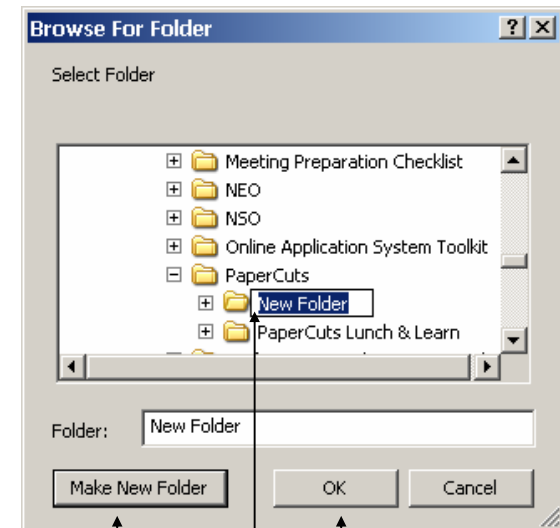 Browse For Folder
Select Folder
Meeting Preparation Checklist
NEO
NSO
Online Application System Toolkit
PaperCuts
New Folder
PaperCuts Lunch & Learn
Folder: New Folder
Make New Folder OK Cancel